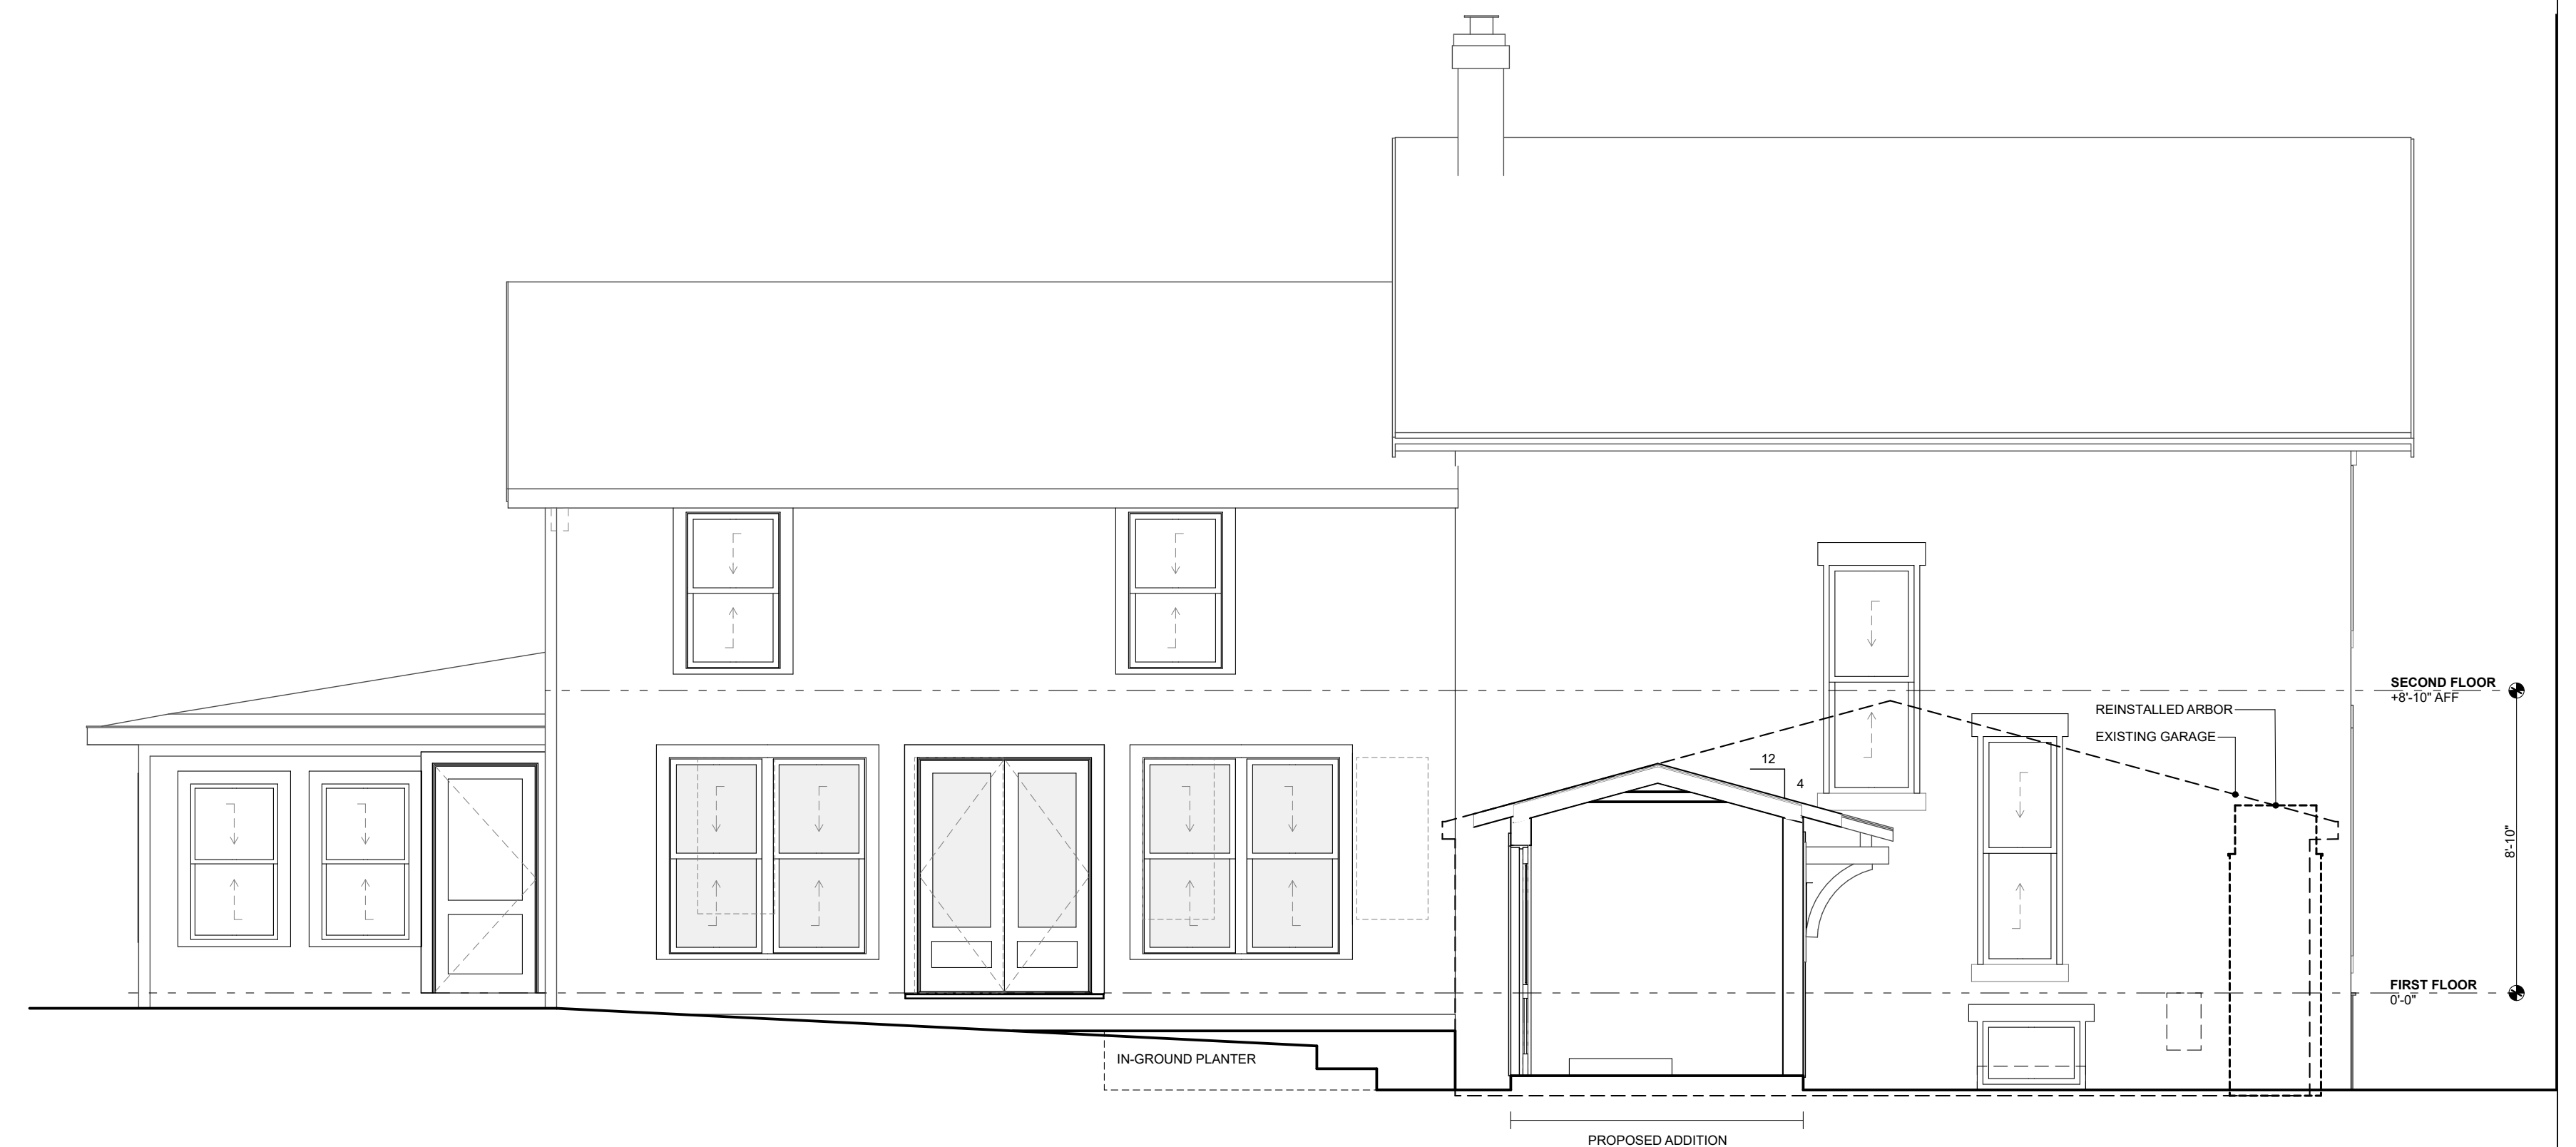 SECOND FLOOR
+8'-10" AFF
REINSTALLED ARBOR
EXISTING GARAGE
12
4
8'-10"
FIRST FLOOR
0'-0"
IN-GROUND PLANTER
PROPOSED ADDITION